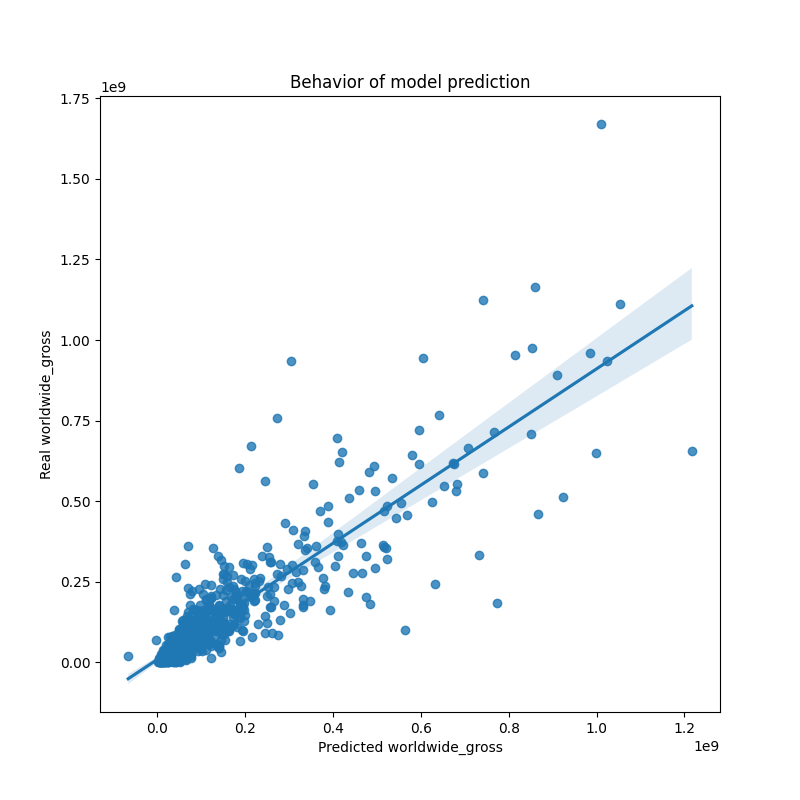 Behavior of model prediction
1e9
1.75
1.50
1.25
1.00
0.75
0.50
0.25
0.00
Real worldwide_gross
0.0 0.2 0.4 0.6 0.8 1.0 1.2
Predicted worldwide_gross
1e9